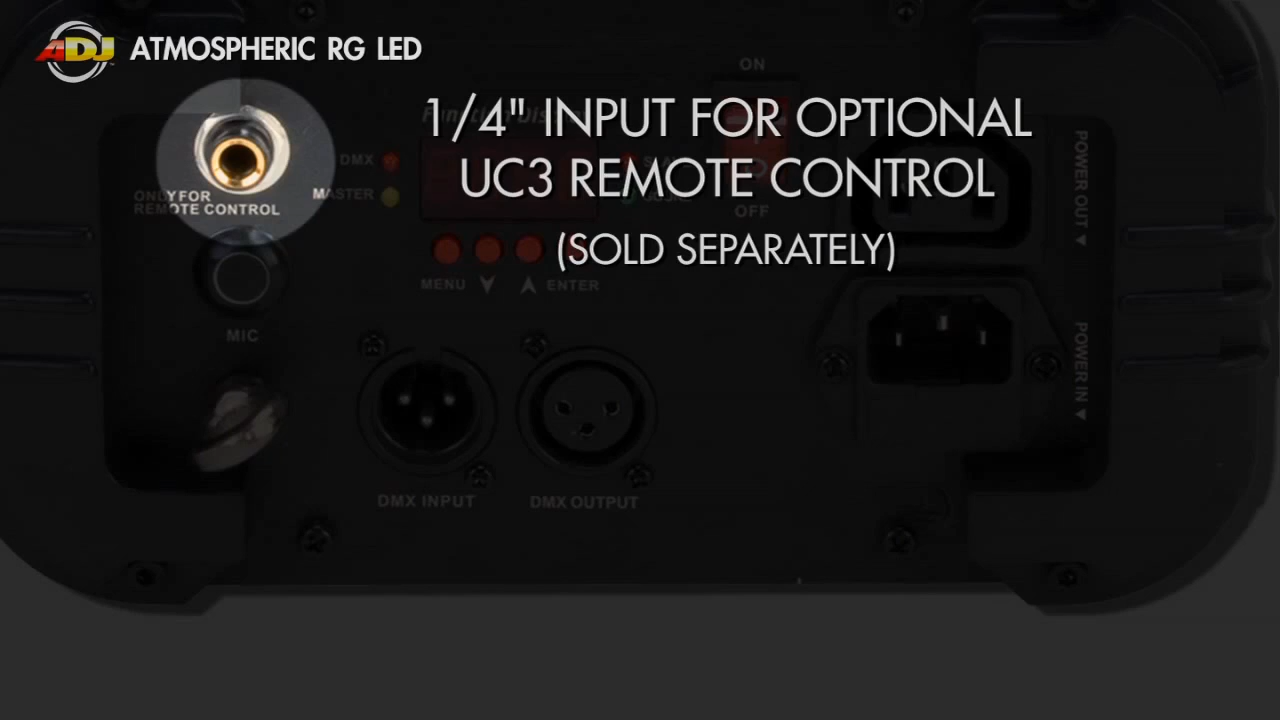 ADJ ATMOSPHERIC RG LED
ON
1/4" INPUT FOR OPTIONAL
UC3 REMOTE CONTROL
(SOLD SEPARATELY)
DMX
MASTER
ONLY FOR
REMOTE CONTROL
OFF
POWER OUT
MENU
ENTER
MIC
POWER IN
DMX INPUT
DMX OUTPUT